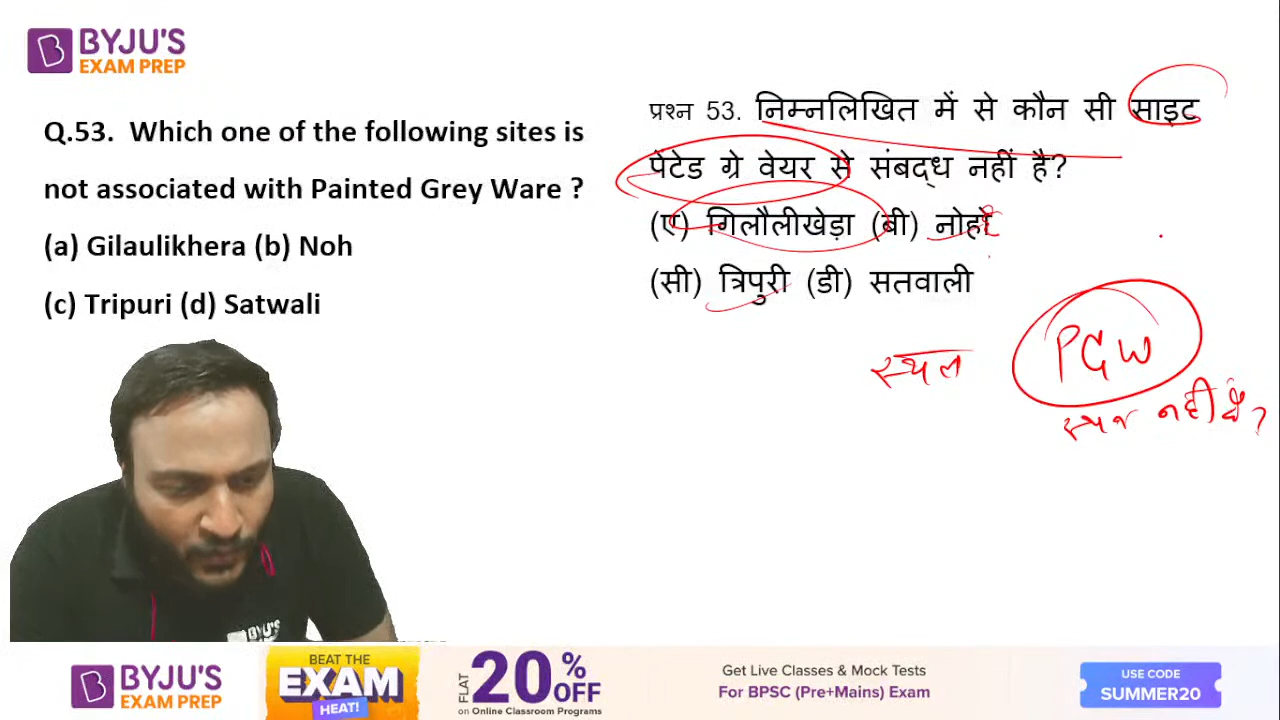 BYJU'S
EXAM PREP
Q.53. Which one of the following sites is
not associated with Painted Grey Ware ?
(a) Gilaulikhera (b) Noh
(c) Tripuri (d) Satwali
प्रश्न 53. निम्नलिखित में से कौन सी साइट
पेंटेड ग्रे वेयर से संबद्ध नहीं है?
(ए) गिलौलीखेड़ा (बी) नोहो
(सी) त्रिपुरी (डी) सतवाली
स्थल
PGW
स्थल नहीं है?
BYJU'S
BYJU'S
EXAM PREP
BEAT THE
EXAM
HEAT!
FLAT 20% OFF
on Online Classroom Programs
Get Live Classes & Mock Tests
For BPSC (Pre+Mains) Exam
USE CODE
SUMMER20